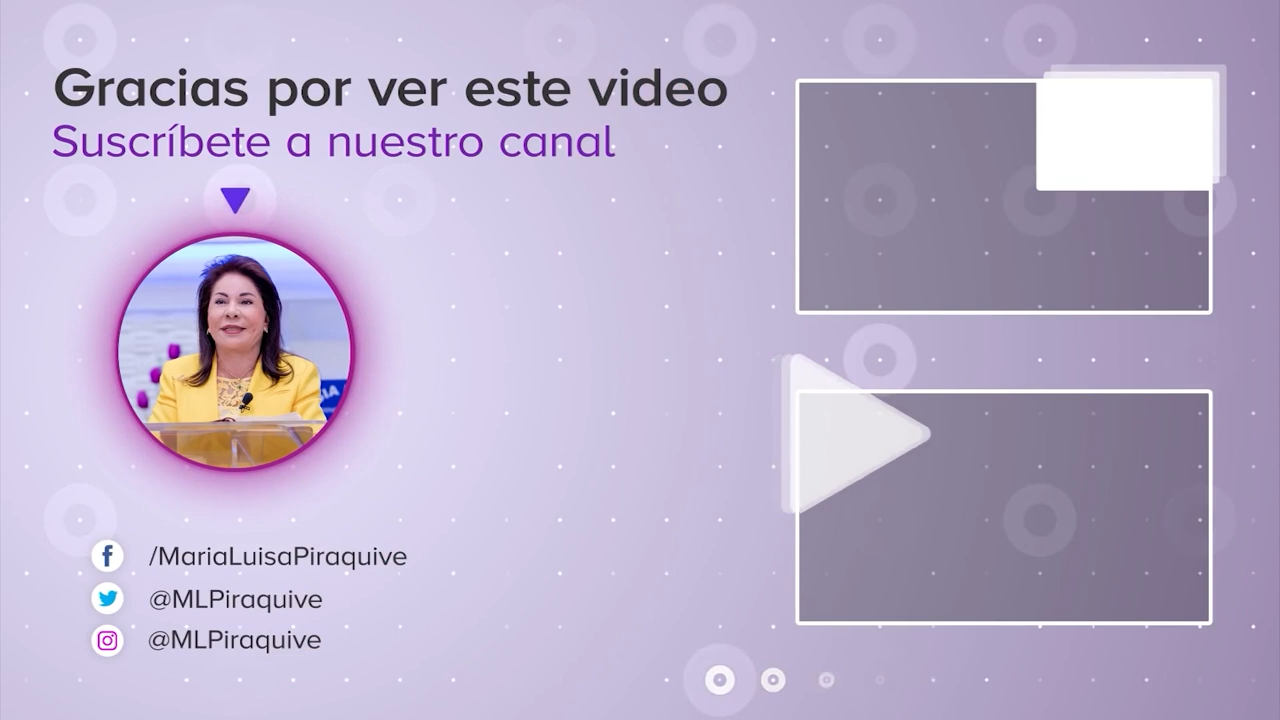 Gracias por ver este video
Suscríbete a nuestro canal
/MariaLuisaPiraquive
@MLPiraquive
@MLPiraquive